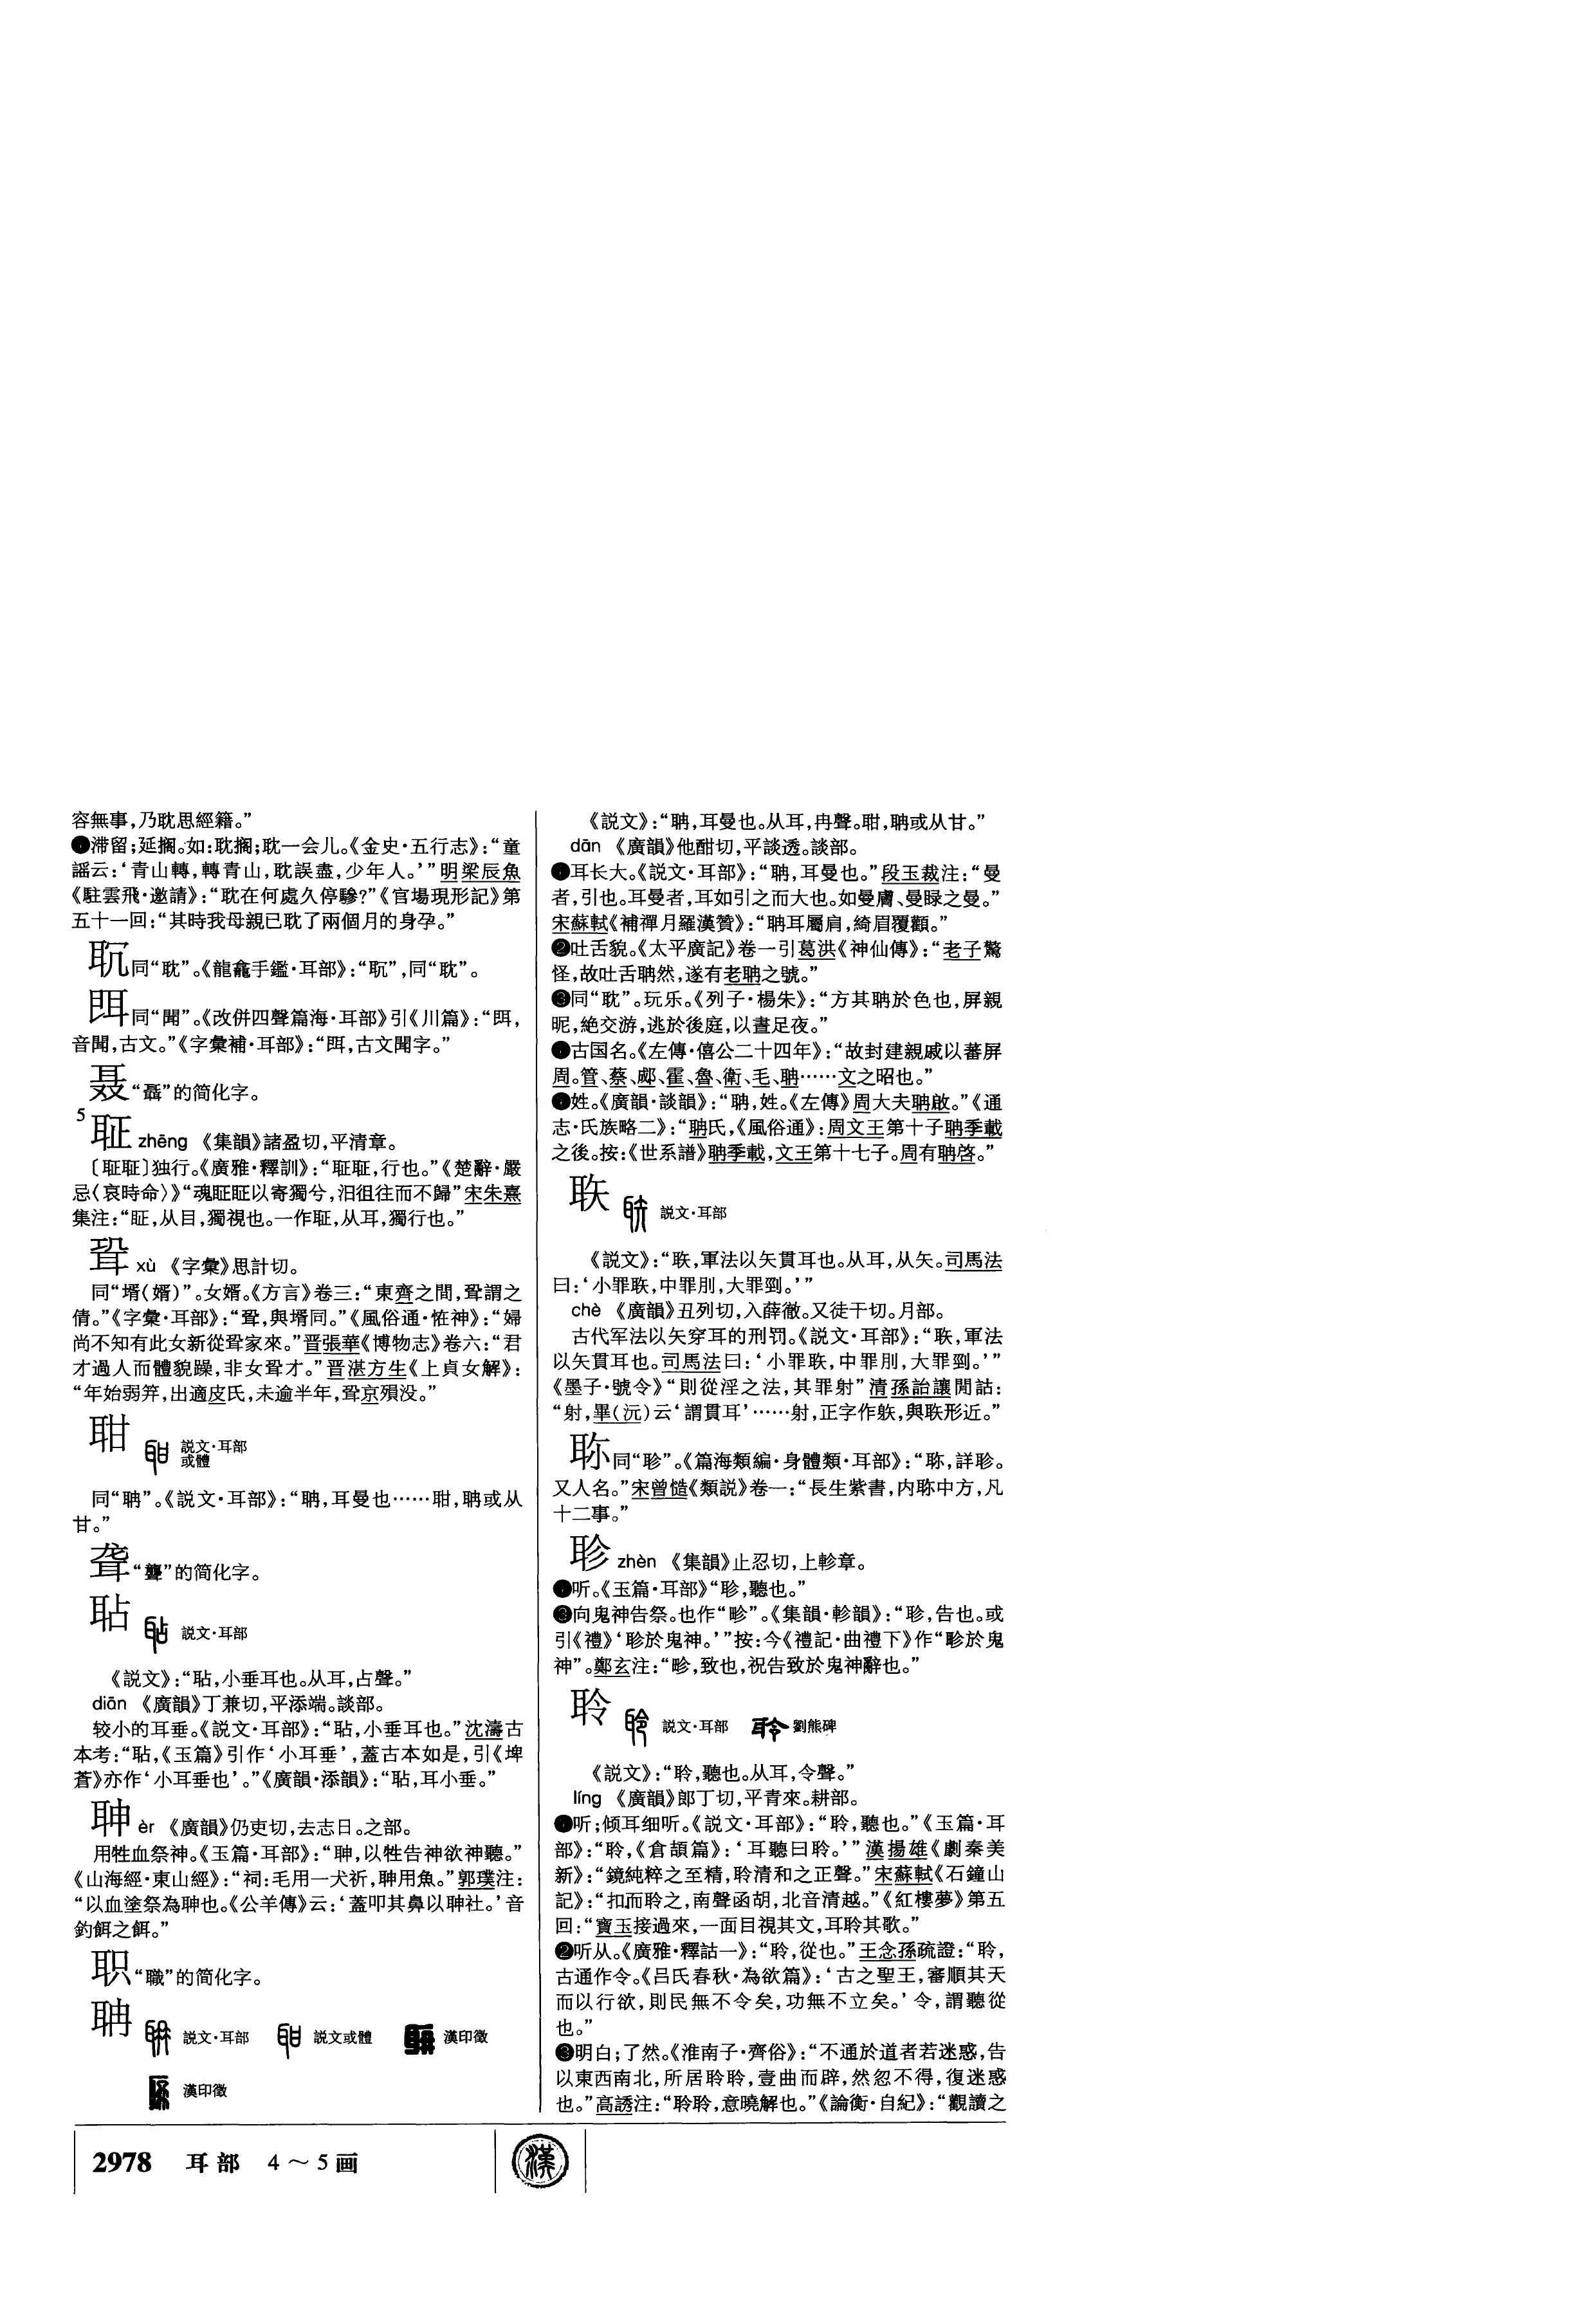 容無事，乃耽思經籍。”
滞留；延搁。如：耽搁；耽一会儿。《金史·五行志》：“童
謡云：‘青山轉，轉青山，耽誤盡，少年人。’”明梁辰魚
《駐雲飛·邀請》：“耽在何處久停驂？”《官場現形記》第
五十一回：“其時我母親已耽了兩個月的身孕。”
同“耽”。《龍龕手鑑·耳部》：“”，同“耽”。
同“聞”。《改併四聲篇海·耳部》引《川篇》：“，
音聞，古文。”《字彙補·耳部》：“，古文聞字。”
聂“聶”的简化字。
5
聇 zhēng 《集韻》諸盈切，平清章。
〔聇聇〕独行。《廣雅·釋訓》：“聇聇，行也。”《楚辭·嚴
忌〈哀時命〉》“魂眐眐以寄獨兮，汨徂往而不歸”宋朱熹
集注：“眐，从目，獨視也。一作聇，从耳，獨行也。”
xù 《字彙》思計切。
同“壻（婿）”。女婿。《方言》卷三：“東齊之間，謂之
倩。”《字彙·耳部》：“，與壻同。”《風俗通·恠神》：“婦
尚不知有此女新從家來。”晋張華《博物志》卷六：“君
才過人而體貌躁，非女才。”晋湛方生《上貞女解》：
“年始弱笄，出適皮氏，未逾半年，京殞没。”
𦕓 説文·耳部
或體
同“聃”。《説文·耳部》：“聃，耳曼也……𦕓，聃或从
甘。”
聋“聾”的简化字。
聑 説文·耳部
《説文》：“，小垂耳也。从耳，占聲。”
diān 《廣韻》丁兼切，平添端。談部。
较小的耳垂。《説文·耳部》：“，小垂耳也。”沈濤古
本考：“，《玉篇》引作‘小耳垂’，蓋古本如是，引《埤
蒼》亦作‘小耳垂也’。”《廣韻·添韻》：“，耳小垂。”
èr 《廣韻》仍吏切，去志日。之部。
用牲血祭神。《玉篇·耳部》：“，以牲告神欲神聽。”
《山海經·東山經》：“祠：毛用一犬祈，用魚。”郭璞注：
“以血塗祭為也。《公羊傳》云：‘蓋叩其鼻以社。’音
釣餌之餌。”
职“職”的简化字。
聃 説文·耳部 説文或體 漢印徵
漢印徵
《説文》：“聃，耳曼也。从耳，冉聲。𦕓，聃或从甘。”
dān 《廣韻》他酣切，平談透。談部。
耳长大。《説文·耳部》：“聃，耳曼也。”段玉裁注：“曼
者，引也。耳曼者，耳如引之而大也。如曼膚、曼睩之曼。”
宋蘇軾《補禪月羅漢贊》：“聃耳屬肩，綺眉覆顴。”
❷吐舌貌。《太平廣記》卷一引葛洪《神仙傳》：“老子驚
怪，故吐舌聃然，遂有老聃之號。”
❸同“耽”。玩乐。《列子·楊朱》：“方其聃於色也，屏親
昵，絶交游，逃於後庭，以晝足夜。”
古国名。《左傳·僖公二十四年》：“故封建親戚以蕃屏
周。管、蔡、郕、霍、魯、衛、毛、聃……文之昭也。”
姓。《廣韻·談韻》：“聃，姓。《左傳》周大夫聃啟。”《通
志·氏族略二》：“聃氏，《風俗通》：周文王第十子聃季載
之後。按：《世系譜》聃季載，文王第十七子。周有聃啓。”
聅 説文·耳部
《説文》：“聅，軍法以矢貫耳也。从耳，从矢。司馬法
曰：‘小罪聅，中罪刖，大罪剄。’”
chè 《廣韻》丑列切，入薛徹。又徒干切。月部。
古代军法以矢穿耳的刑罚。《説文·耳部》：“聅，軍法
以矢貫耳也。司馬法曰：‘小罪聅，中罪刖，大罪剄。’”
《墨子·號令》“則從淫之法，其罪射”清孫詒讓閒詁：
“射，畢（沅）云‘謂貫耳’……射，正字作䠶，與聅形近。”
同“聄”。《篇海類編·身體類·耳部》：“，詳聄。
又人名。”宋曾慥《類説》卷一：“長生紫書，内中方，凡
十二事。”
聄 zhèn 《集韻》止忍切，上軫章。
听。《玉篇·耳部》“聄，聽也。”
❸向鬼神告祭。也作“畛”。《集韻·軫韻》：“聄，告也。或
引《禮》‘聄於鬼神。’”按：今《禮記·曲禮下》作“畛於鬼
神”。鄭玄注：“畛，致也，祝告致於鬼神辭也。”
聆 説文·耳部 劉熊碑
《説文》：“聆，聽也。从耳，令聲。”
líng 《廣韻》郎丁切，平青來。耕部。
听；倾耳细听。《説文·耳部》：“聆，聽也。”《玉篇·耳
部》：“聆，《倉頡篇》：‘耳聽曰聆。’”漢揚雄《劇秦美
新》：“鏡純粹之至精，聆清和之正聲。”宋蘇軾《石鐘山
記》：“扣而聆之，南聲函胡，北音清越。”《紅樓夢》第五
回：“寶玉接過來，一面目視其文，耳聆其歌。”
❷听从。《廣雅·釋詁一》：“聆，從也。”王念孫疏證：“聆，
古通作令。《吕氏春秋·為欲篇》：‘古之聖王，審順其天
而以行欲，則民無不令矣，功無不立矣。’令，謂聽從
也。”
❸明白；了然。《淮南子·齊俗》：“不通於道者若迷惑，告
以東西南北，所居聆聆，壹曲而辟，然忽不得，復迷惑
也。”高誘注：“聆聆，意曉解也。”《論衡·自紀》：“觀讀之
2978 耳部 4～5画 漢